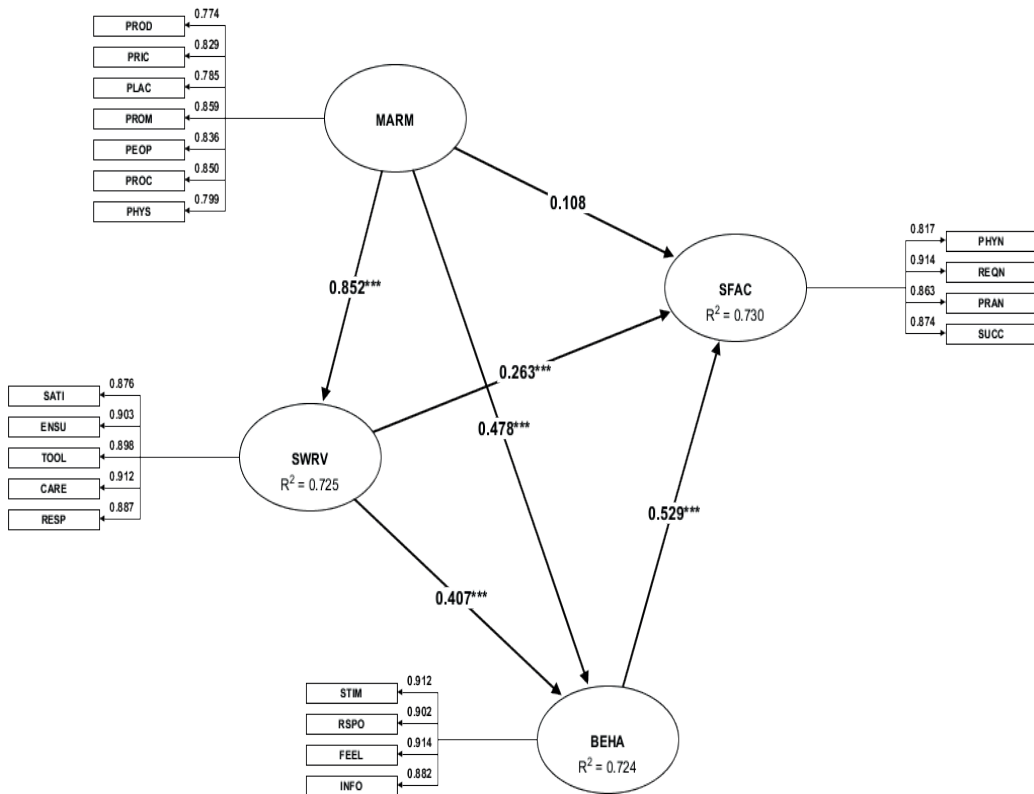 PROD 0.774
PRIC 0.829
PLAC 0.785
PROM 0.859
PEOP 0.836
PROC 0.850
PHYS 0.799
MARM
0.108
0.852***
SFAC
R² = 0.730
0.817 PHYN
0.914 REQN
0.863 PRAN
0.874 SUCC
0.263***
0.478***
SATI 0.876
ENSU 0.903
TOOL 0.898
CARE 0.912
RESP 0.887
SWRV
R² = 0.725
0.529***
0.407***
STIM 0.912
RSPO 0.902
FEEL 0.914
INFO 0.882
BEHA
R² = 0.724